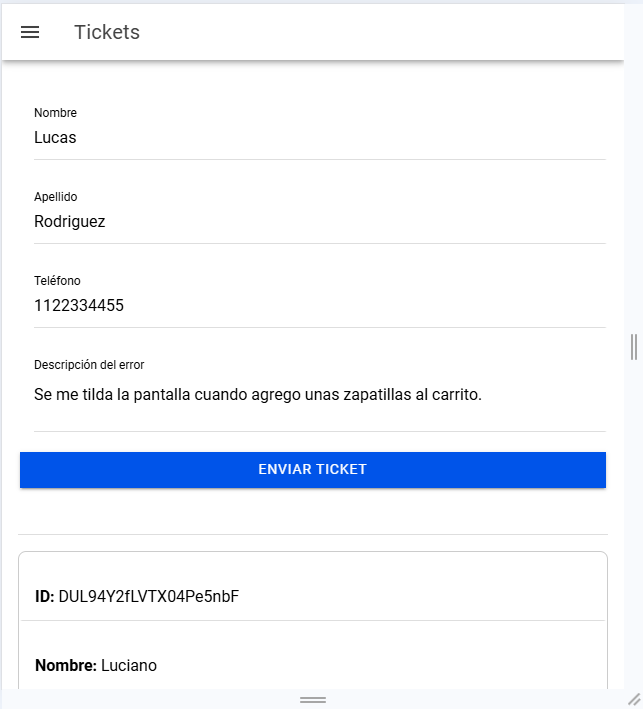 Tickets
Nombre
Lucas
Apellido
Rodriguez
Teléfono
1122334455
Descripción del error
Se me tilda la pantalla cuando agrego unas zapatillas al carrito.
ENVIAR TICKET
ID: DUL94Y2fLVTX04Pe5nbF
Nombre: Luciano